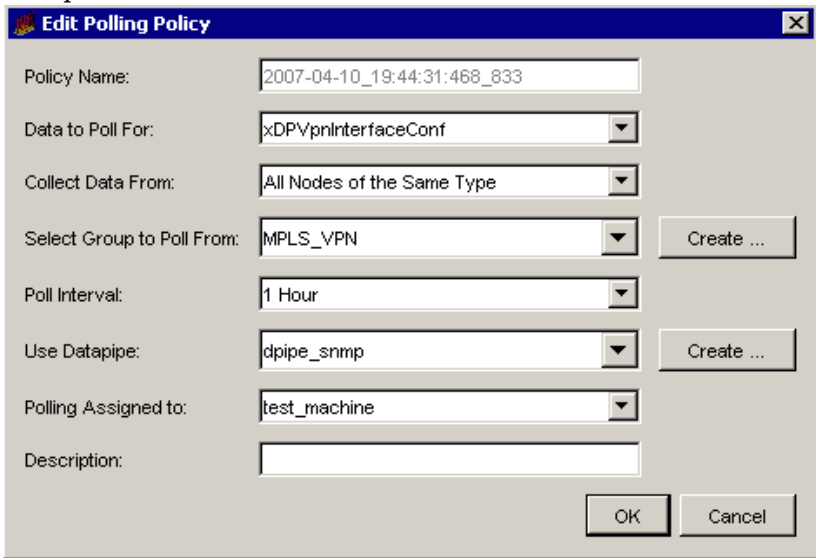 Edit Polling Policy
Policy Name: 2007-04-10_19:44:31:468_833
Data to Poll For: xDPVpnInterfaceConf
Collect Data From: All Nodes of the Same Type
Select Group to Poll From: MPLS_VPN Create ...
Poll Interval: 1 Hour
Use Datapipe: dpipe_snmp Create ...
Polling Assigned to: test_machine
Description:
OK Cancel